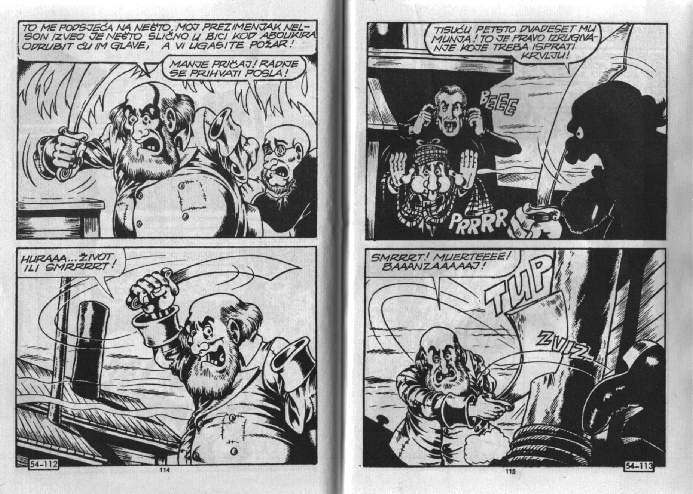 TO ME PODSJEĆA NA NEŠTO, MOJ PREZIMENJAK NEL-
SON IZVEO JE NEŠTO SLIČNO U BICI KOD ABOUKIRA
ODRUBIT ĆU IM GLAVE, A VI UGASITE POŽAR!
MANJE PRIČAJ! RADIJE
SE PRIHVATI POSLA!
HURAAA... ŽIVOT
ILI SMRRRRT!
54-112
114
TISUĆU PETSTO DVADESET MU
MUNJA! TO JE PRAVO IZRUGIVA-
NJE KOJE TREBA ISPRATI
KRVLJU!
BEEEE
PRRRRR
SMRRRT! MUERTEEEE!
BAAANZAAAAAJ!
TUP
ZVIZ
115
54-113